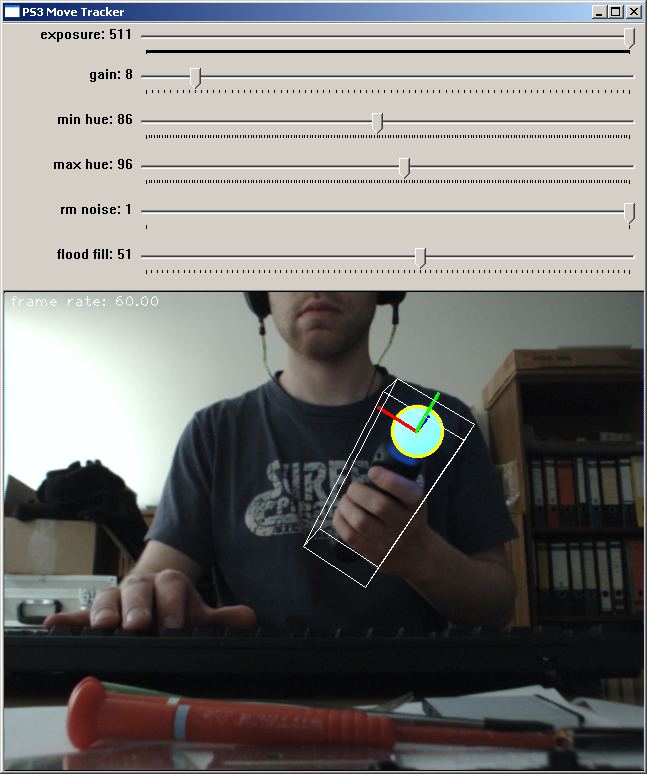 PS3 Move Tracker
exposure: 511
gain: 8
min hue: 86
max hue: 96
rm noise: 1
flood fill: 51
frame rate: 60.00